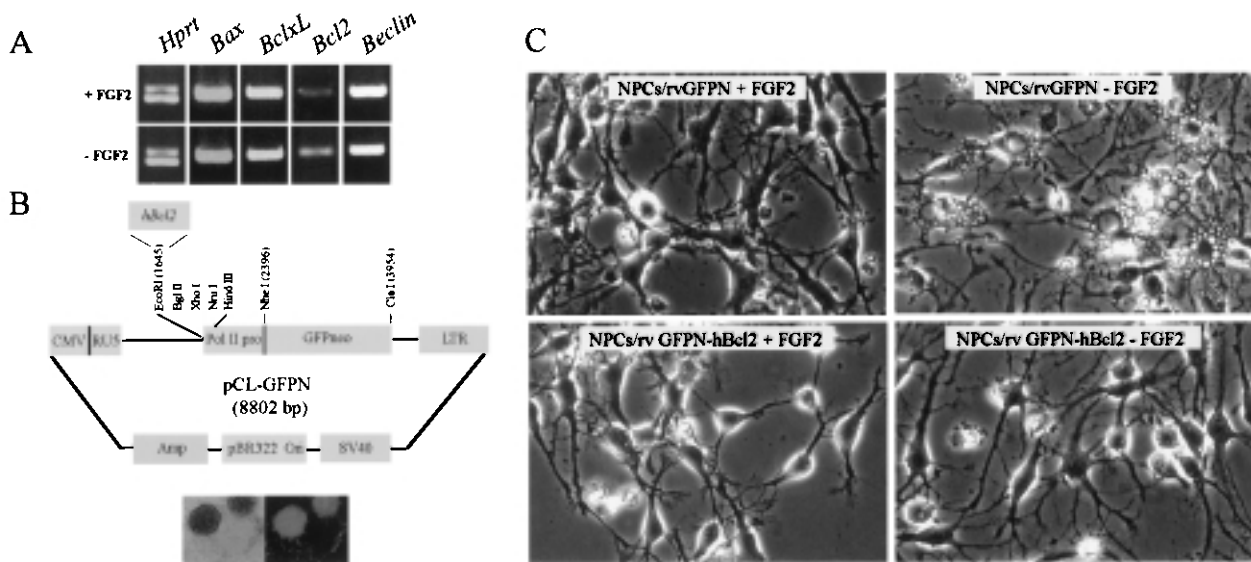 A
Hprt Bax BclxL Bcl2 Beclin
+ FGF2
- FGF2
B
hBcl2
EcoRI (1645)
Bgl II
Xho I
Nru I
Hind III
Nhe I (2396)
Cla I (3954)
CMV RU5 Pol II pro GFPneo LTR
pCL-GFPN
(8802 bp)
Amp pBR322 Ori SV40
C
NPCs/rvGFPN + FGF2
NPCs/rvGFPN - FGF2
NPCs/rv GFPN-hBcl2 + FGF2
NPCs/rv GFPN-hBcl2 - FGF2